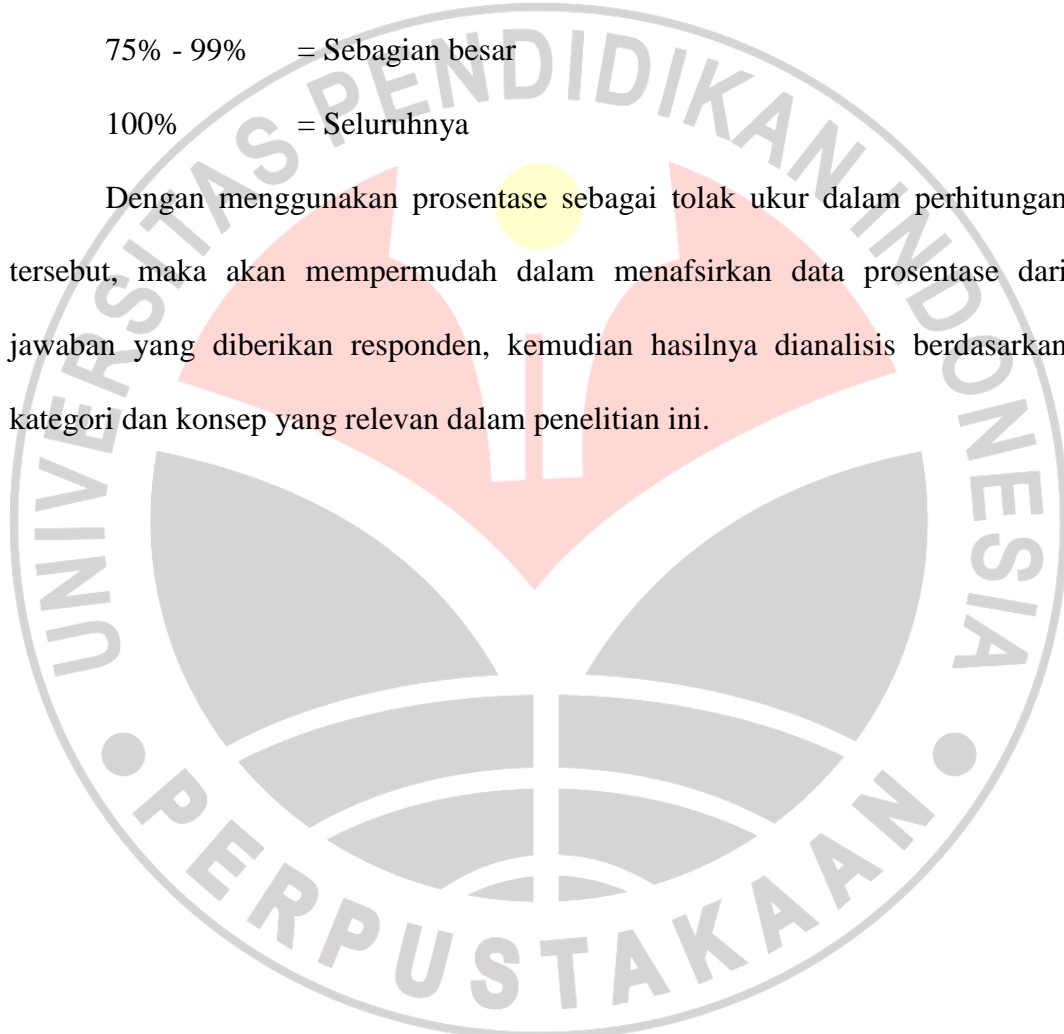 75% - 99% = Sebagian besar
100% = Seluruhnya
Dengan menggunakan prosentase sebagai tolak ukur dalam perhitungan
tersebut, maka akan mempermudah dalam menafsirkan data prosentase dari
jawaban yang diberikan responden, kemudian hasilnya dianalisis berdasarkan
kategori dan konsep yang relevan dalam penelitian ini.
UNIVERSITAS PENDIDIKAN INDONESIA
PERPUSTAKAAN